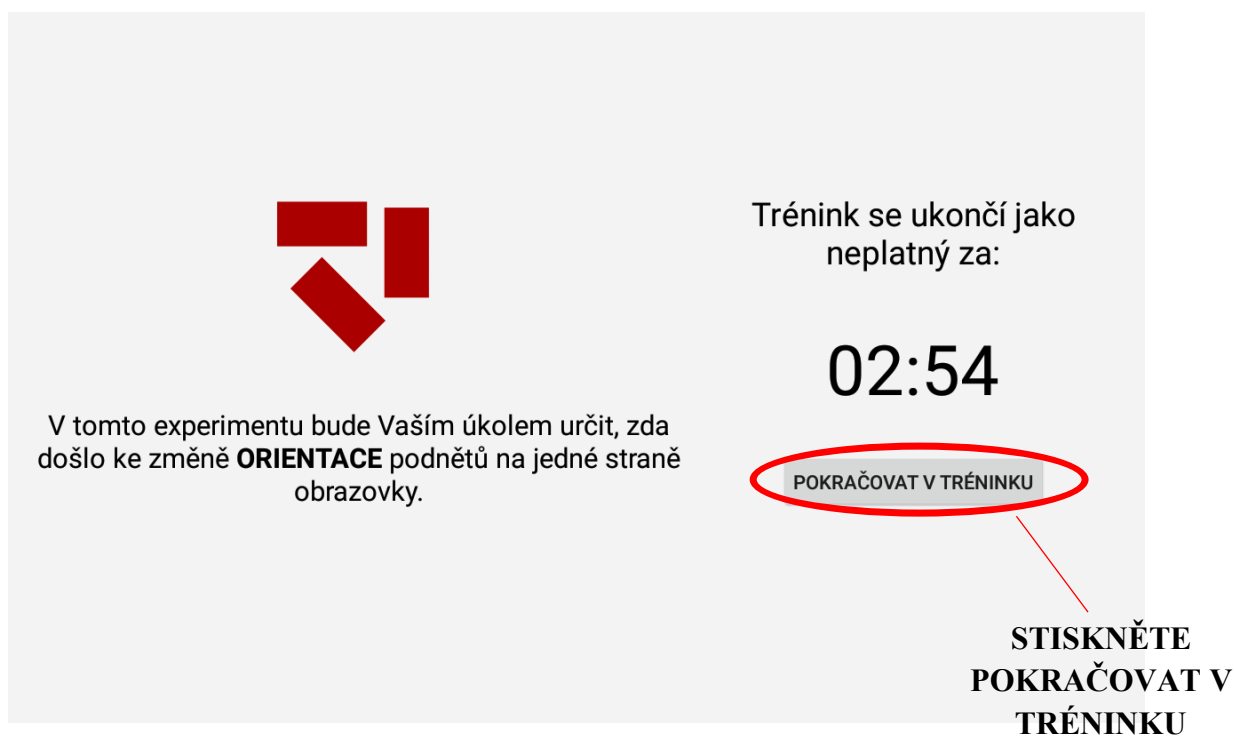 V tomto experimentu bude Vaším úkolem určit, zda
došlo ke změně ORIENTACE podnětů na jedné straně
obrazovky.
Trénink se ukončí jako
neplatný za:
02:54
POKRAČOVAT V TRÉNINKU
STISKNĚTE
POKRAČOVAT V
TRÉNINKU